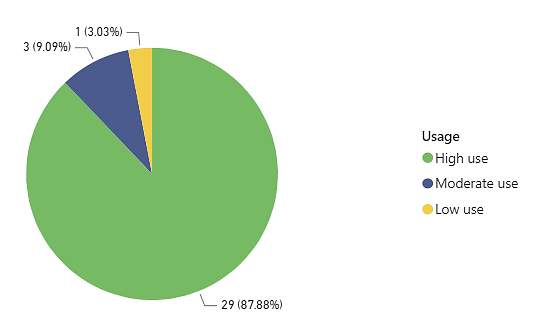 1 (3.03%)
3 (9.09%)
Usage
High use
Moderate use
Low use
29 (87.88%)